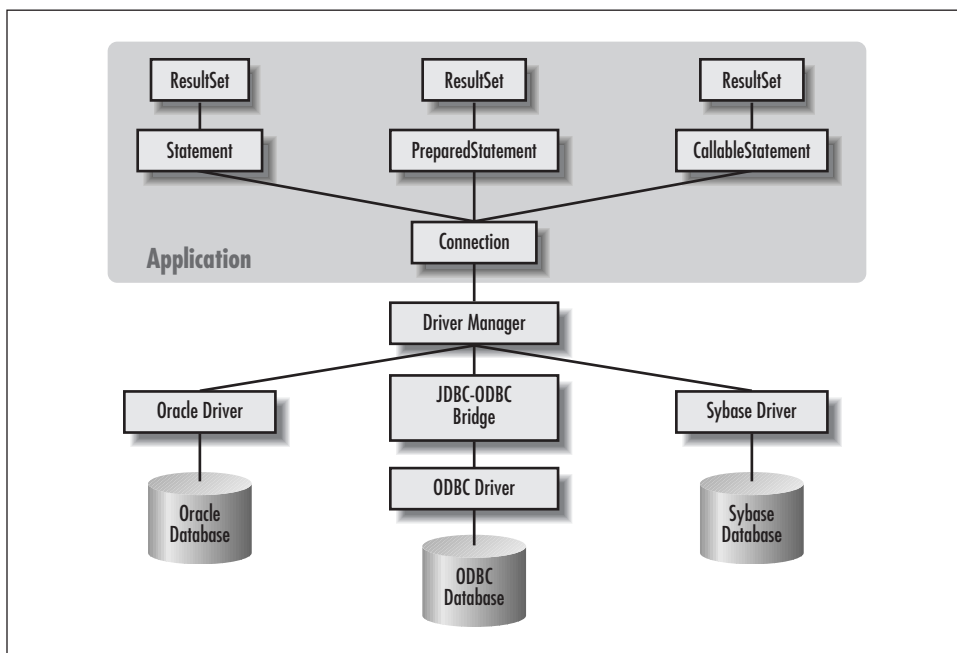 ResultSet
ResultSet
ResultSet
Statement
PreparedStatement
CallableStatement
Connection
Application
Driver Manager
Oracle Driver
JDBC-ODBC
Bridge
Sybase Driver
ODBC Driver
Oracle
Database
Sybase
Database
ODBC
Database